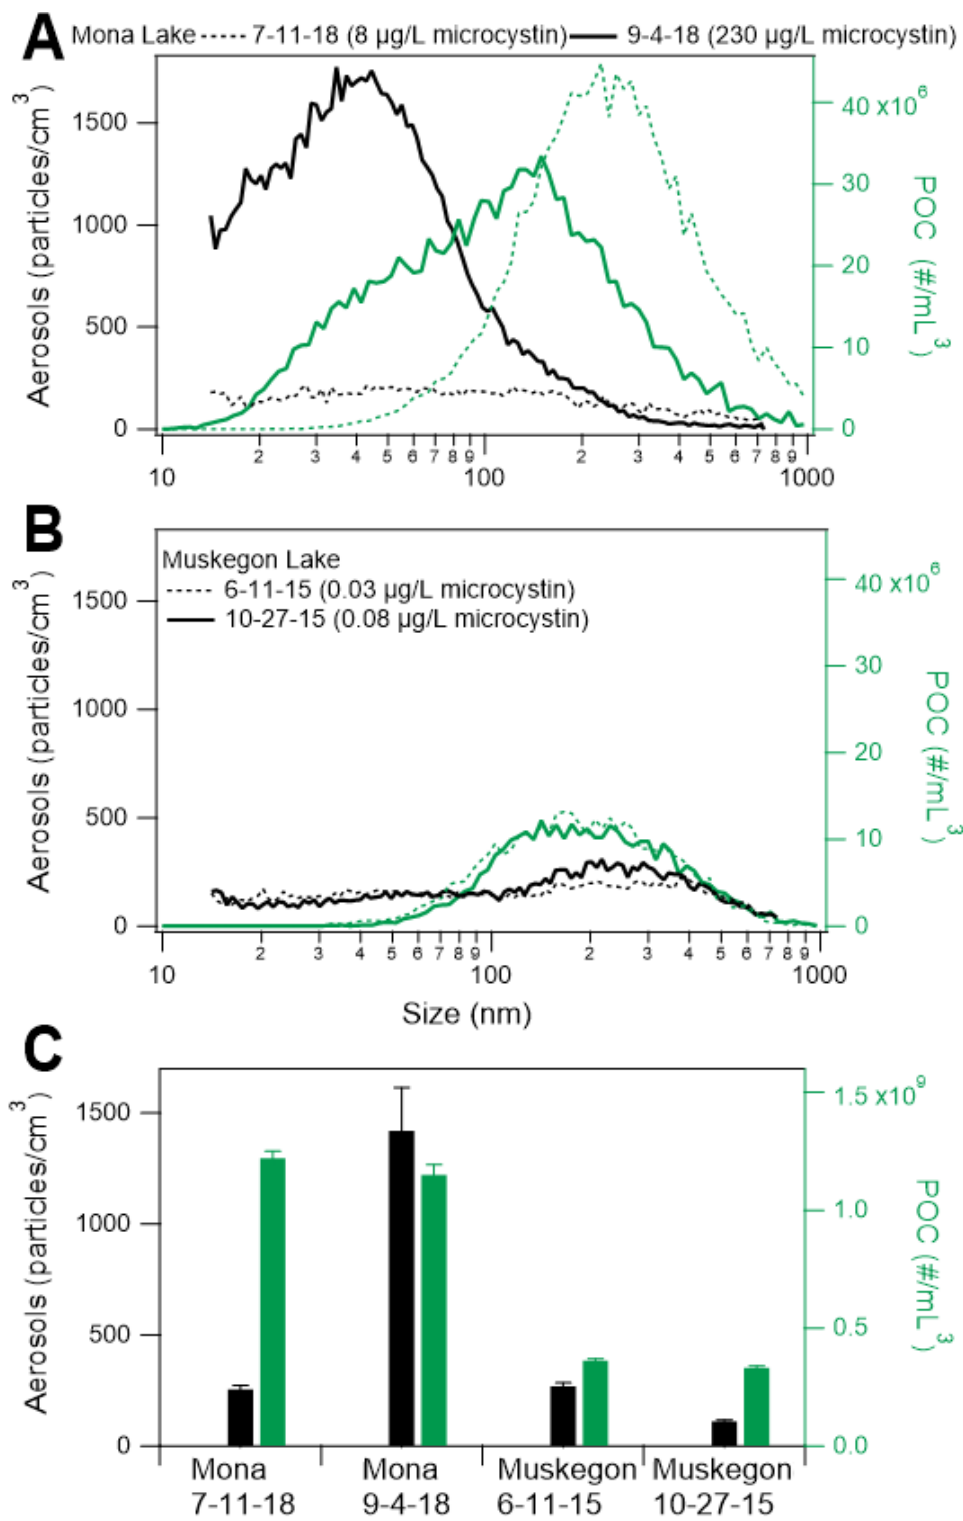 A
Mona Lake 7-11-18 (8 µg/L microcystin) 9-4-18 (230 µg/L microcystin)
Aerosols (particles/cm³)
1500
1000
500
0
40 x10⁶
30
20
10
0
POC (#/mL³)
2 3 4 5 6 7 8 9 2 3 4 5 6 7 8 9
10 100 1000
B
Muskegon Lake
6-11-15 (0.03 µg/L microcystin)
10-27-15 (0.08 µg/L microcystin)
Aerosols (particles/cm³)
1500
1000
500
0
40 x10⁶
30
20
10
0
POC (#/mL³)
2 3 4 5 6 7 8 9 2 3 4 5 6 7 8 9
10 100 1000
Size (nm)
C
Aerosols (particles/cm³)
1500
1000
500
0
1.5 x10⁹
1.0
0.5
0.0
POC (#/mL³)
Mona Mona Muskegon Muskegon
7-11-18 9-4-18 6-11-15 10-27-15